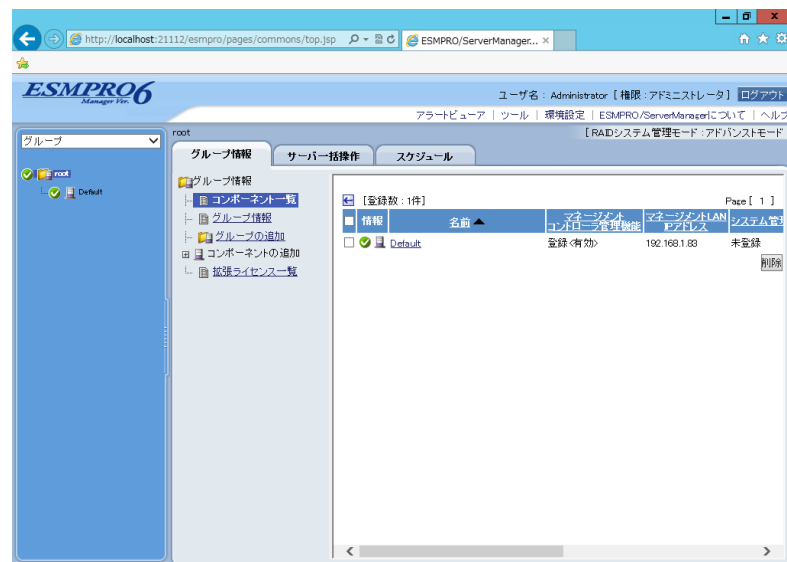 http://localhost:21112/esmpro/pages/commons/top.jsp
ESMPRO/ServerManager... ×
ESMPRO6
Manager Ver.
ユーザ名 : Administrator [ 権限 : アドミニストレータ ] ログアウト
アラートビューア | ツール | 環境設定 | ESMPRO/ServerManagerについて | ヘルプ
グループ
root
[ RAIDシステム管理モード : アドバンストモード
グループ情報 サーバー括操作 スケジュール
root
Default
グループ情報
コンポーネント一覧
グループ情報
グループの追加
コンポーネントの追加
拡張ライセンス一覧
[登録数 : 1件] Page [ 1 ]
情報 名前▲ マネージメントコントローラ管理機能 マネージメントLAN IPアドレス システム管理
Default 登録<有効> 192.168.1.83 未登録
削除